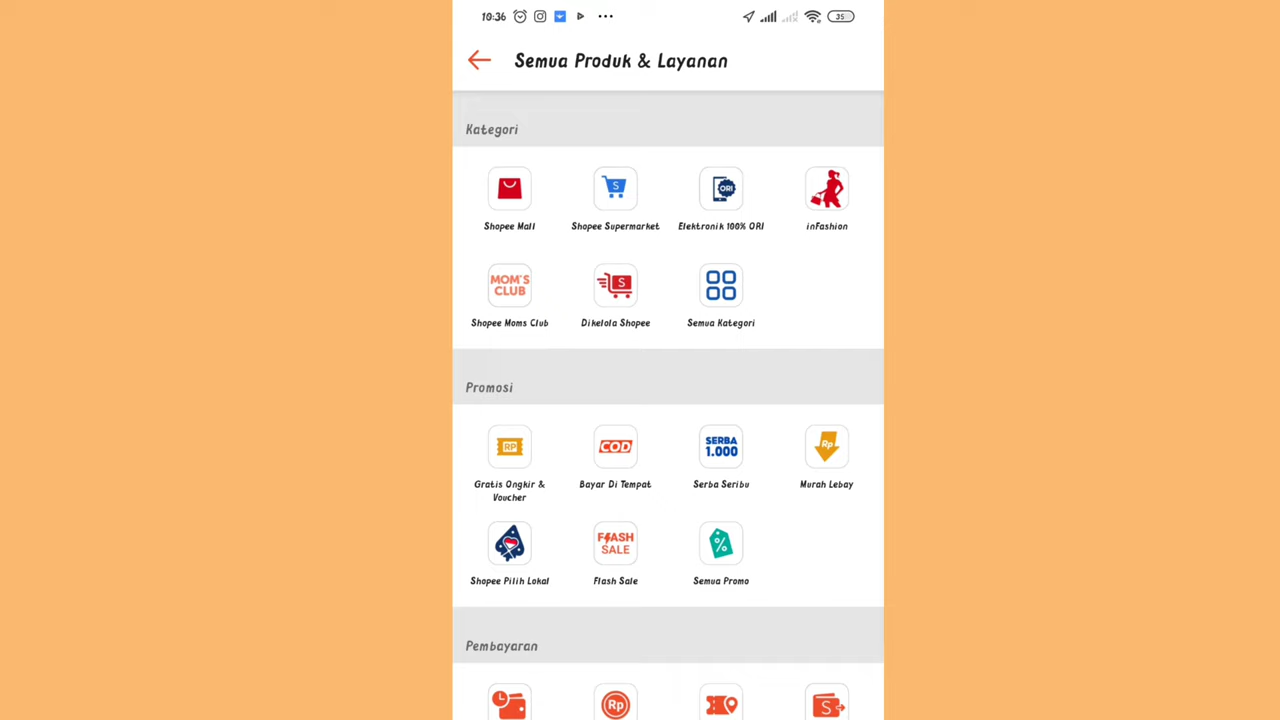 10:36
35
Semua Produk & Layanan
Kategori
ORI
Shopee Mall
Shopee Supermarket
Elektronik 100% ORI
inFashion
MOM'S
CLUB
Shopee Moms Club
Dikelola Shopee
Semua Kategori
Promosi
RP
COD
SERBA
1.000
Rp
Gratis Ongkir &
Voucher
Bayar Di Tempat
Serba Seribu
Murah Lebay
FLASH
SALE
%
Shopee Pilih Lokal
Flash Sale
Semua Promo
Pembayaran
Rp
S